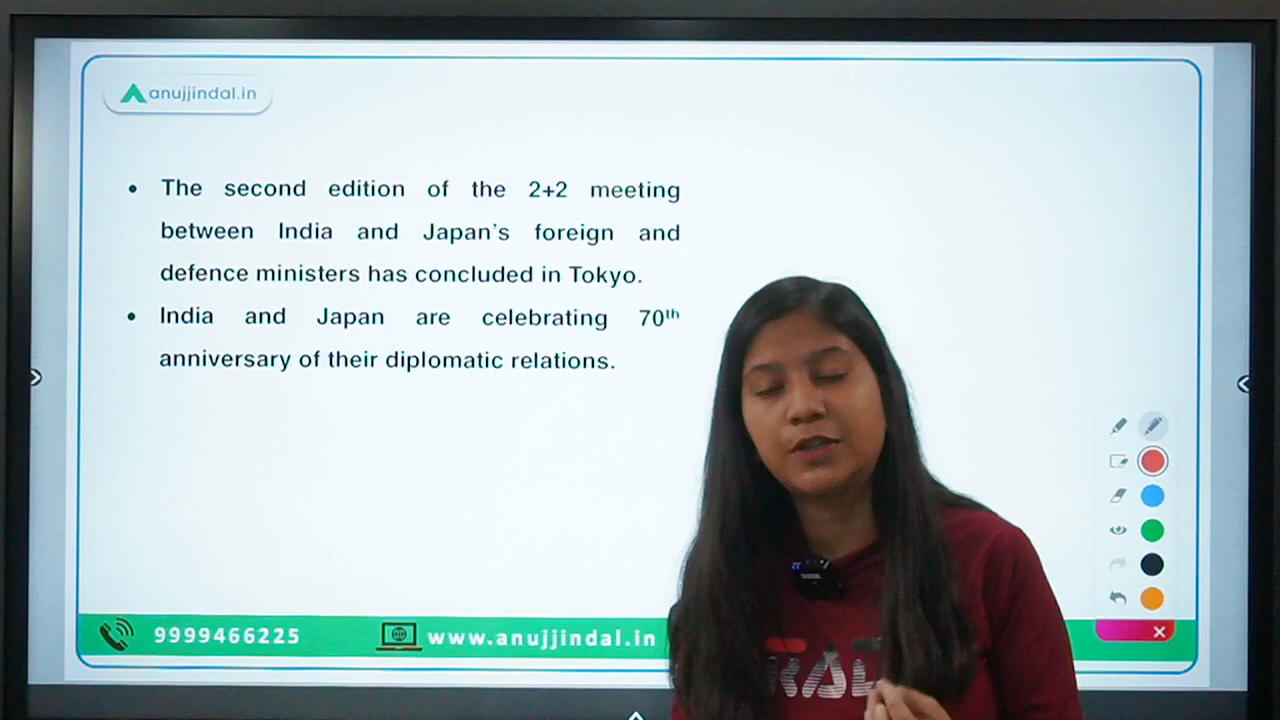 anujjindal.in
• The second edition of the 2+2 meeting
between India and Japan's foreign and
defence ministers has concluded in Tokyo.
• India and Japan are celebrating 70th
anniversary of their diplomatic relations.
9999466225 www.anujjindal.in